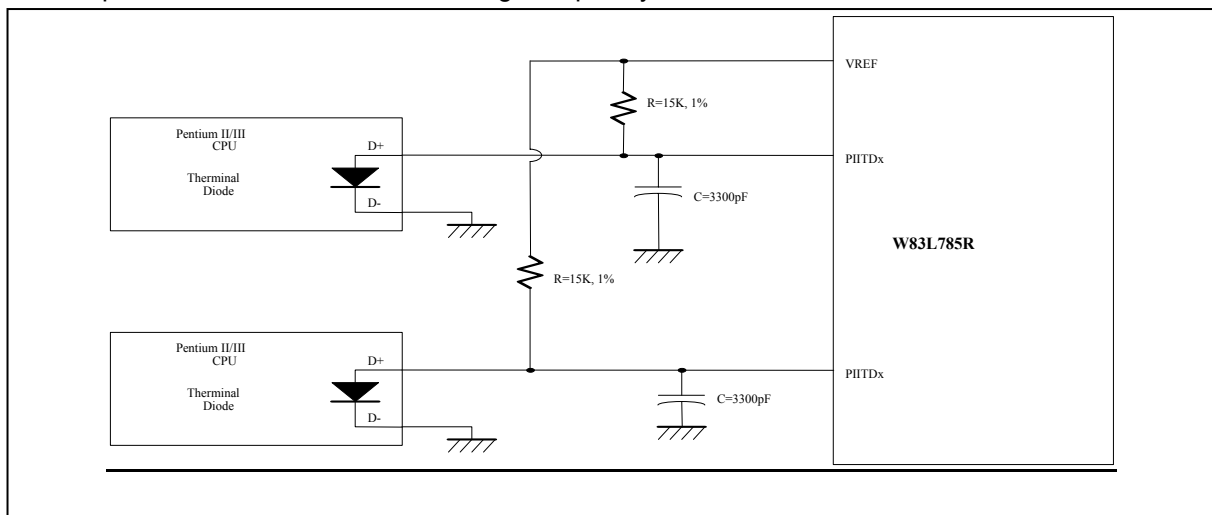 VREF
R=15K, 1%
Pentium II/III
CPU
D+
PIITDx
Therminal
Diode
C=3300pF
D-
W83L785R
R=15K, 1%
Pentium II/III
CPU
D+
PIITDx
Therminal
Diode
C=3300pF
D-